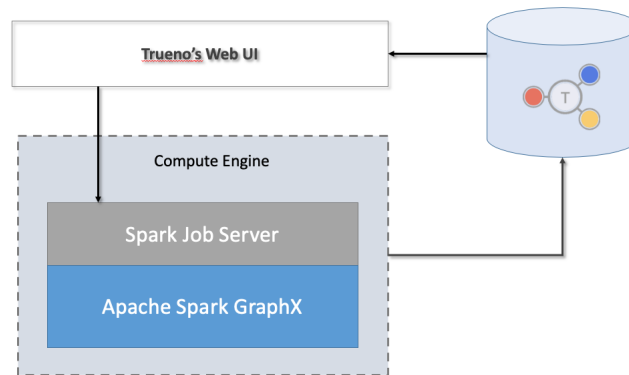 Trueno's Web UI
T
Compute Engine
Spark Job Server
Apache Spark GraphX